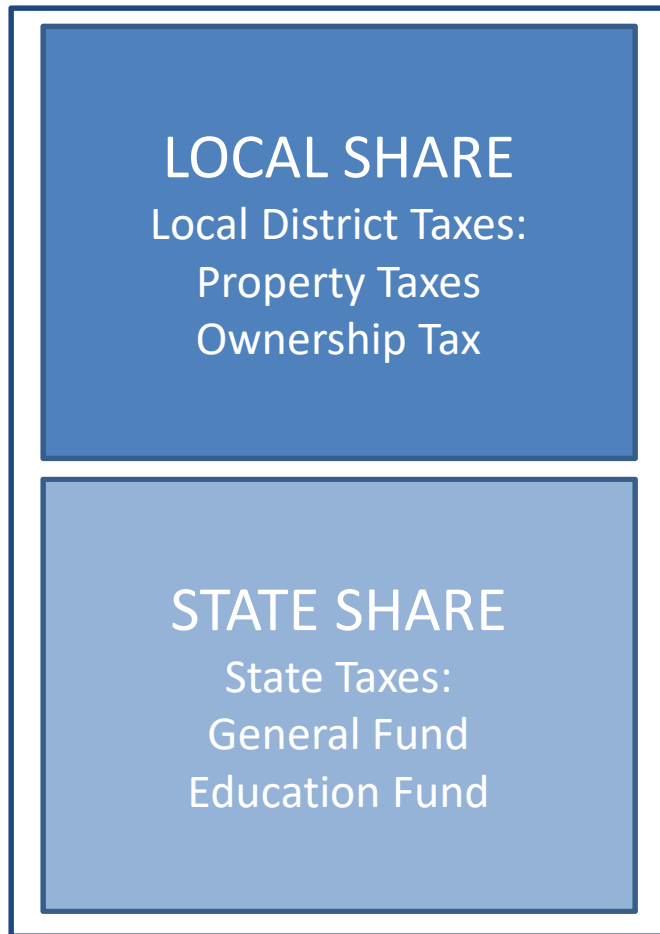 LOCAL SHARE
Local District Taxes:
Property Taxes
Ownership Tax
STATE SHARE
State Taxes:
General Fund
Education Fund